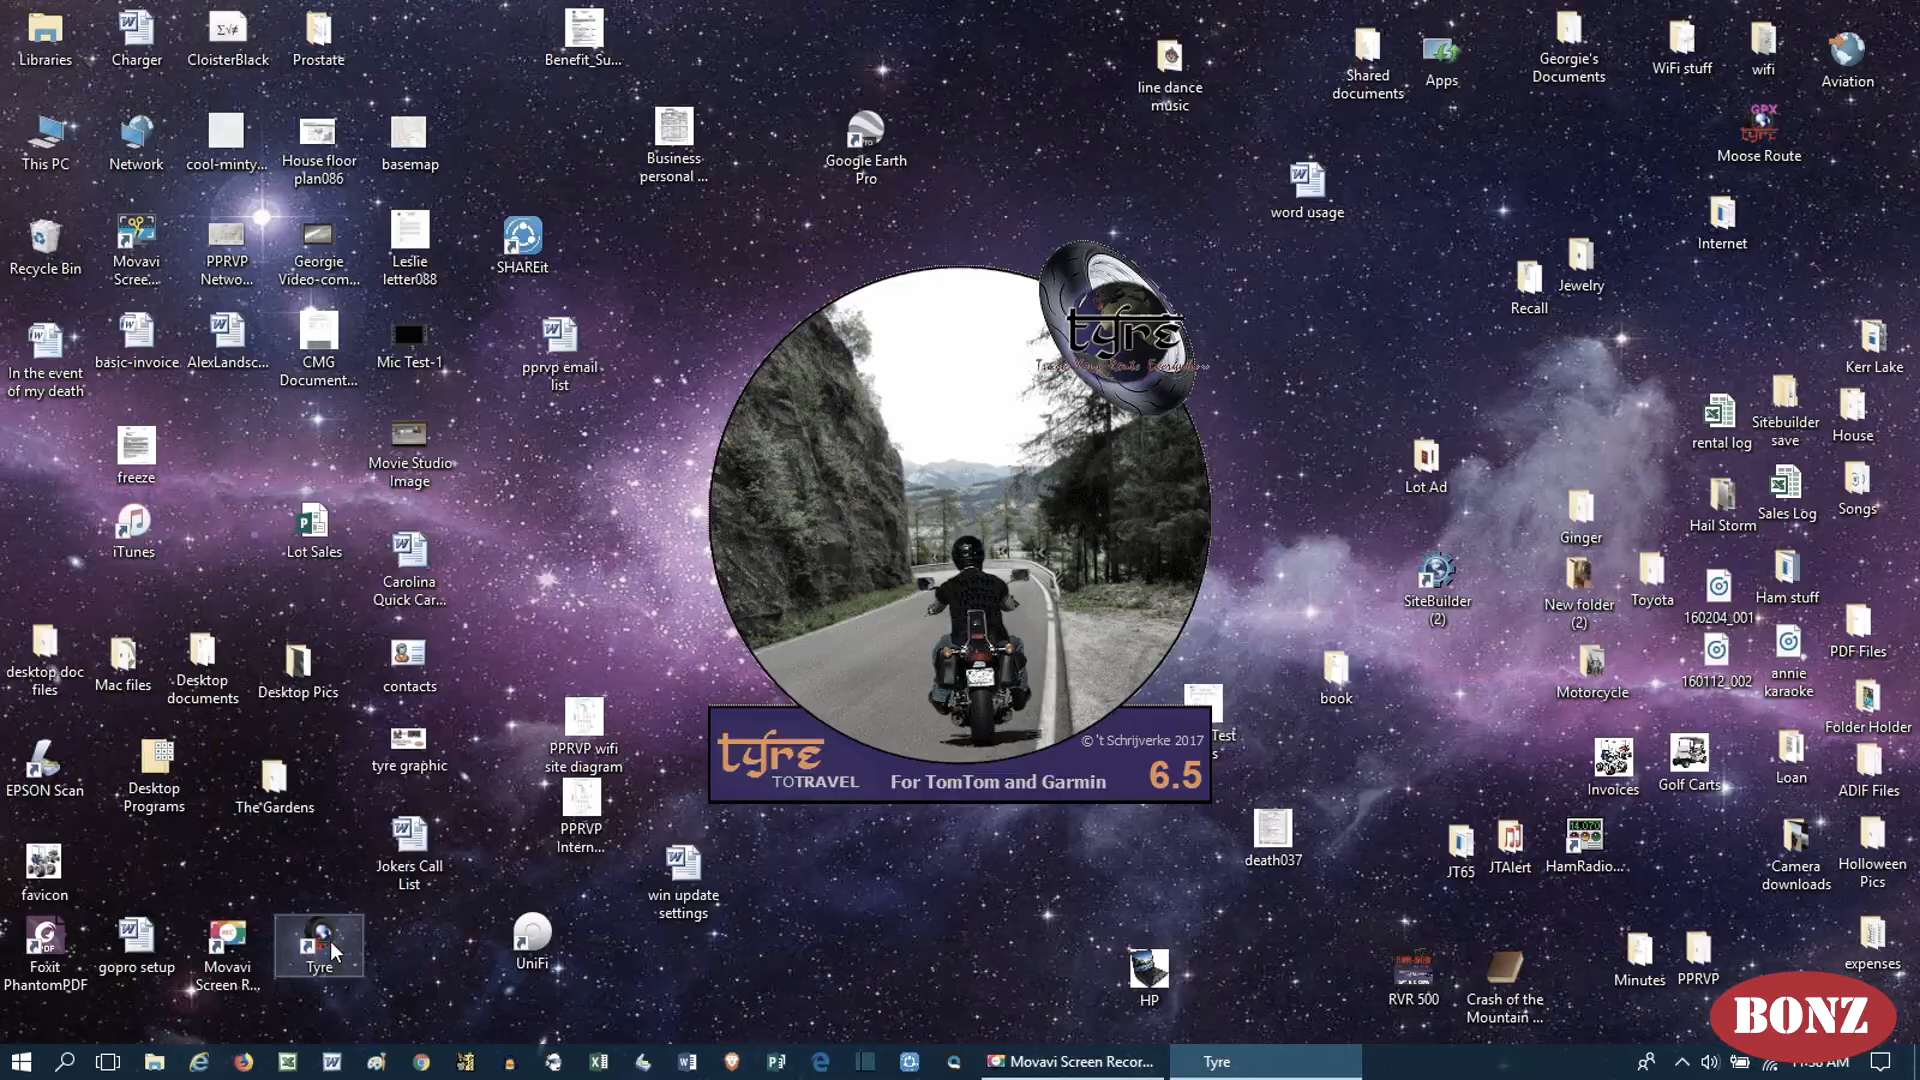 Libraries
Charger
CloisterBlack
Prostate
Benefit_Su...
line dance
music
Shared
documents
Apps
Georgie's
Documents
WiFi stuff
wifi
Aviation
This PC
Network
cool-minty...
House floor
plan086
basemap
Business
personal ...
Google Earth
Pro
word usage
GPX
tyre
Moose Route
Internet
Recycle Bin
Movavi
Scree...
PPRVP
Netwo...
Georgie
Video-com...
Leslie
letter088
SHAREit
Recall
Jewelry
In the event
of my death
basic-invoice
AlexLandsc...
CMG
Document...
Mic Test-1
pprvp email
list
tyre
Kerr Lake
freeze
Movie Studio
Image
Lot Ad
rental log
Sitebuilder
save
House
iTunes
Lot Sales
Carolina
Quick Car...
Ginger
Hail Storm
Sales Log
Songs
SiteBuilder
(2)
New folder
(2)
Toyota
160204_001
Ham stuff
desktop doc
files
Mac files
Desktop
documents
Desktop Pics
contacts
book
Motorcycle
160112_002
annie
karaoke
PDF Files
Folder Holder
EPSON Scan
Desktop
Programs
The Gardens
tyre graphic
PPRVP wifi
site diagram
tyre
TOTRAVEL
For TomTom and Garmin
© 't Schrijverke 2017
6.5
Test
s
Invoices
Golf Carts
Loan
ADIF Files
favicon
Jokers Call
List
PPRVP
Intern...
win update
settings
death037
JT65
JTAlert
14.070
HamRadio...
Camera
downloads
Holloween
Pics
Foxit
PhantomPDF
gopro setup
Movavi
Screen R...
Tyre
UniFi
HP
RVR 500
Crash of the
Mountain ...
Minutes
PPRVP
expenses
BONZ
Movavi Screen Recor...
Tyre